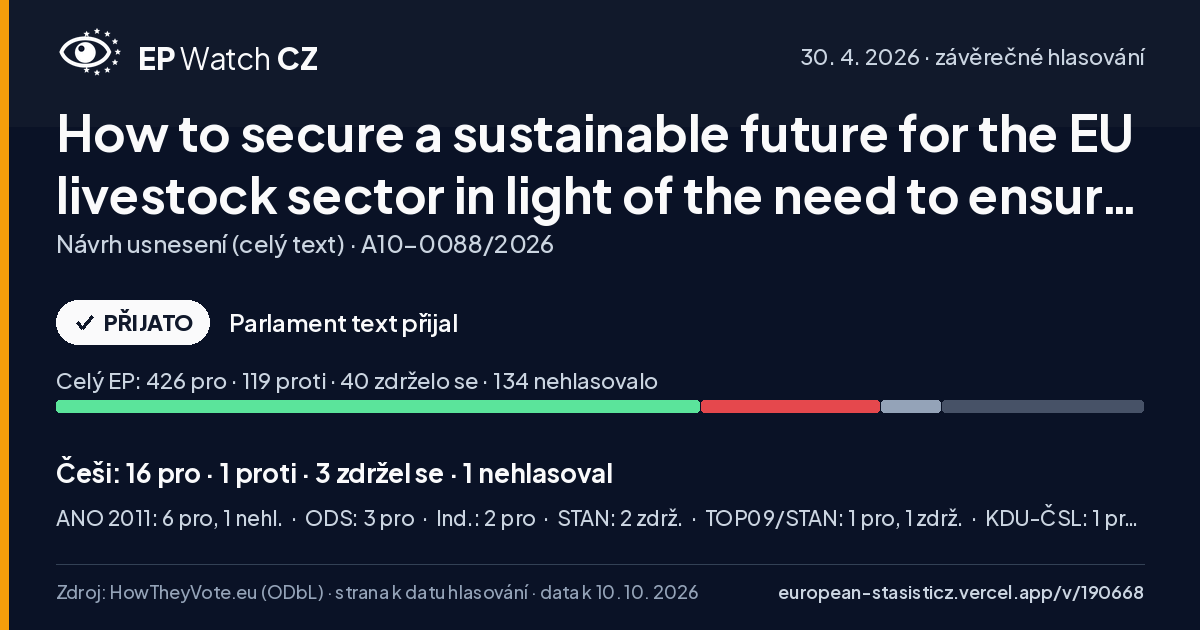 EP Watch CZ
30. 4. 2026 · závěrečné hlasování
How to secure a sustainable future for the EU
livestock sector in light of the need to ensur…
Návrh usnesení (celý text) · A10-0088/2026
✓ PŘIJATO Parlament text přijal
Celý EP: 426 pro · 119 proti · 40 zdrželo se · 134 nehlasovalo
Češi: 16 pro · 1 proti · 3 zdržel se · 1 nehlasoval
ANO 2011: 6 pro, 1 nehl. · ODS: 3 pro · Ind.: 2 pro · STAN: 2 zdrž. · TOP09/STAN: 1 pro, 1 zdrž. · KDU-ČSL: 1 pr…
Zdroj: HowTheyVote.eu (ODbL) · strana k datu hlasování · data k 10. 10. 2026
european-stasisticz.vercel.app/v/190668